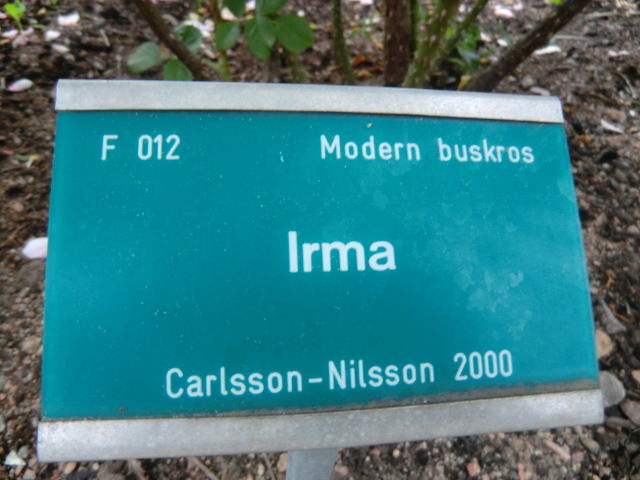 F 012 Modern buskros
Irma
Carlsson-Nilsson 2000